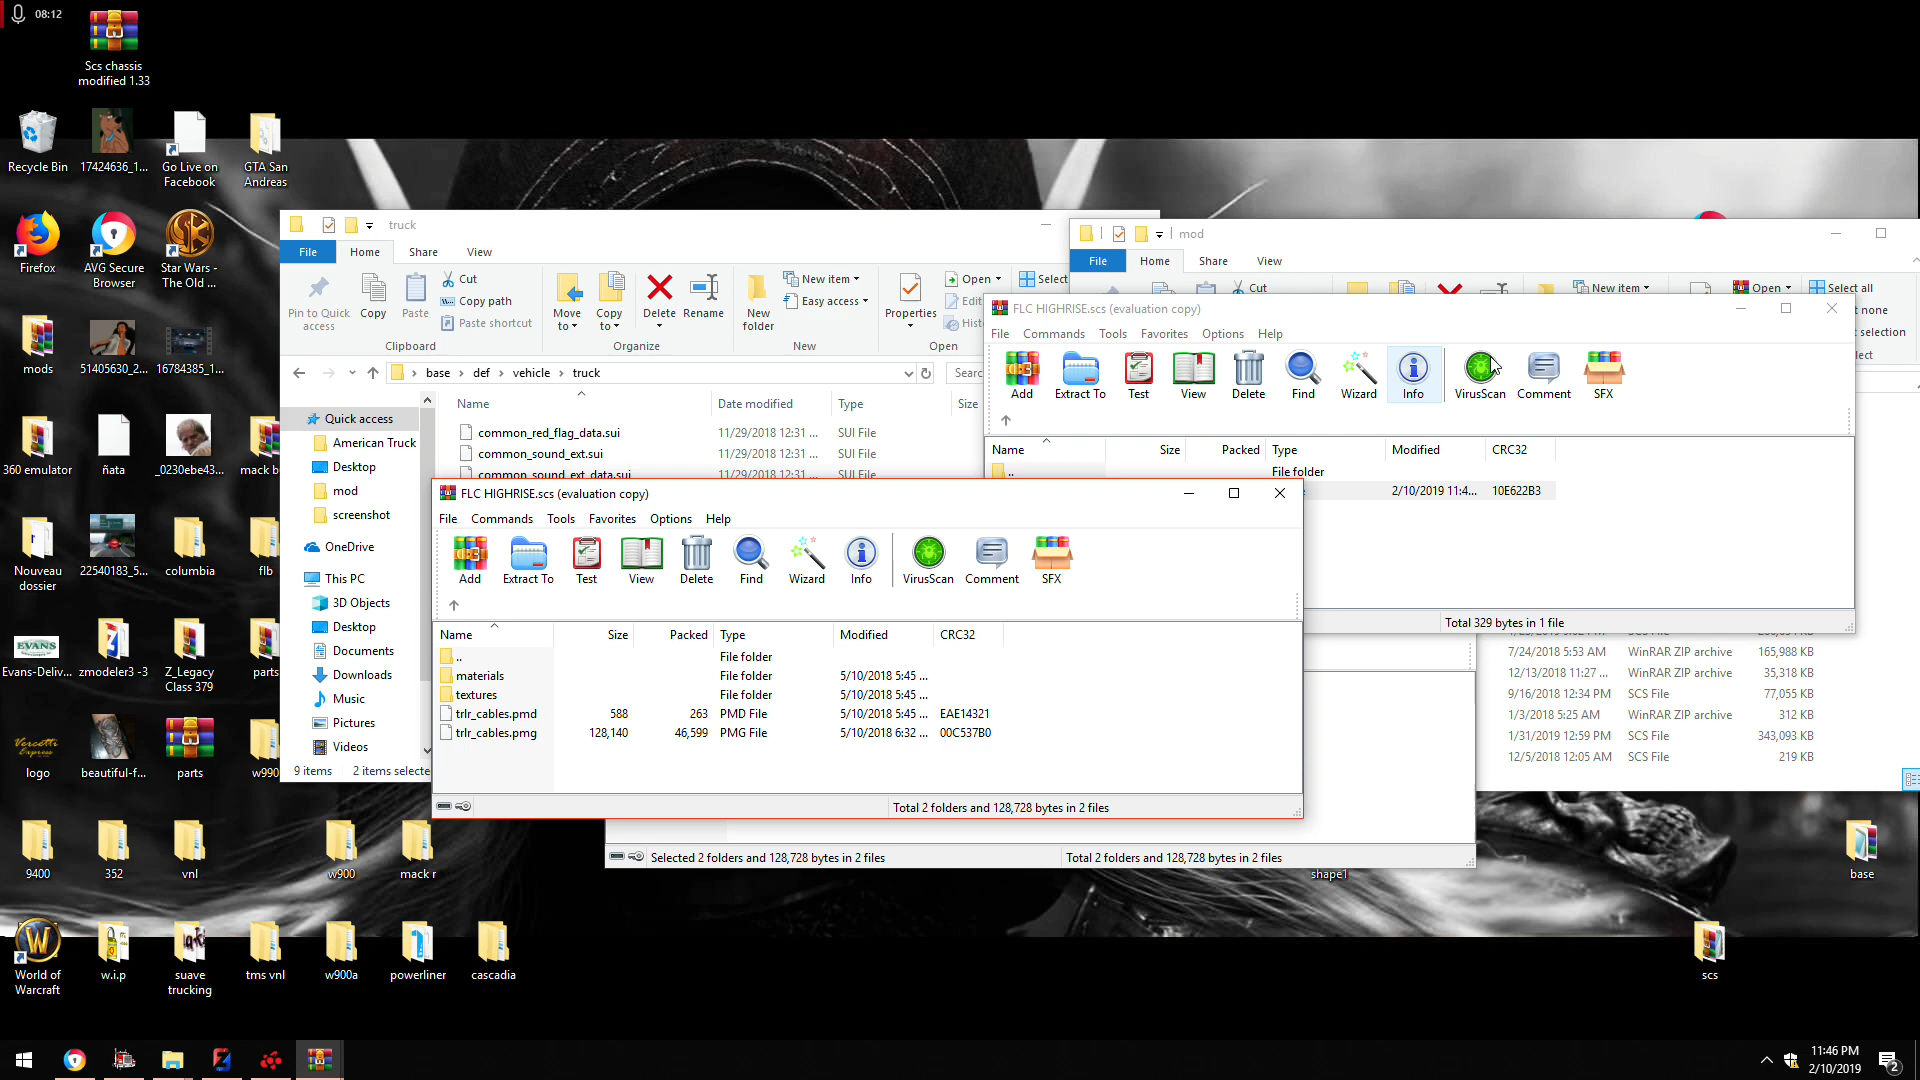 08:12
Scs chassis
modified 1.33
Recycle Bin
17424636_1...
Go Live on
Facebook
GTA San
Andreas
Firefox
AVG Secure
Browser
Star Wars -
The Old ...
mods
51405630_2...
16784385_1...
360 emulator
ñata
_0230ebe43...
mack b
Nouveau
dossier
22540183_5...
columbia
flb
Evans-Deliv...
zmodeler3 -3
Z_Legacy
Class 379
parts
logo
beautiful-f...
parts
w990
9400
352
vnl
w900
mack r
World of
Warcraft
w.i.p
suave
trucking
tms vnl
w900a
powerliner
cascadia
shape1
base
scs
truck
File
Home
Share
View
Pin to Quick
access
Copy
Paste
Cut
Copy path
Paste shortcut
Clipboard
Move
to
Copy
to
Delete
Rename
Organize
New
folder
New item
Easy access
New
Properties
Open
Edit
Hist
Open
Select
base > def > vehicle > truck
Searc
Name
Date modified
Type
Size
common_red_flag_data.sui 11/29/2018 12:31 ... SUI File
common_sound_ext.sui 11/29/2018 12:31 ... SUI File
common_sound_ext_data.sui 11/29/2018 12:31 ... SUI File
Quick access
American Truck
Desktop
mod
screenshot
OneDrive
This PC
3D Objects
Desktop
Documents
Downloads
Music
Pictures
Videos
9 items 2 items selecte
mod
File
Home
Share
View
Cut
New item
Open
Select all
none
selection
lect
FLC HIGHRISE.scs (evaluation copy)
File Commands Tools Favorites Options Help
Add
Extract To
Test
View
Delete
Find
Wizard
Info
VirusScan
Comment
SFX
Name Size Packed Type Modified CRC32
.. File folder
2/10/2019 11:4... 10E622B3
Total 329 bytes in 1 file
FLC HIGHRISE.scs (evaluation copy)
File Commands Tools Favorites Options Help
Add
Extract To
Test
View
Delete
Find
Wizard
Info
VirusScan
Comment
SFX
Name Size Packed Type Modified CRC32
.. File folder
materials File folder 5/10/2018 5:45 ...
textures File folder 5/10/2018 5:45 ...
trlr_cables.pmd 588 263 PMD File 5/10/2018 5:45 ... EAE14321
trlr_cables.pmg 128,140 46,599 PMG File 5/10/2018 6:32 ... 00C537B0
Total 2 folders and 128,728 bytes in 2 files
Selected 2 folders and 128,728 bytes in 2 files
Total 2 folders and 128,728 bytes in 2 files
7/24/2018 5:53 AM WinRAR ZIP archive 165,988 KB
12/13/2018 11:27 ... WinRAR ZIP archive 35,318 KB
9/16/2018 12:34 PM SCS File 77,055 KB
1/3/2018 5:25 AM WinRAR ZIP archive 312 KB
1/31/2019 12:59 PM SCS File 343,093 KB
12/5/2018 12:05 AM SCS File 219 KB
11:46 PM
2/10/2019
2